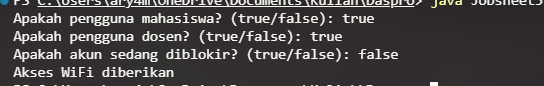 PS C:\Users\ary4m\OneDrive\Documents\Kuliah\Daspro> java Jobsheet5
Apakah pengguna mahasiswa? (true/false): true
Apakah pengguna dosen? (true/false): true
Apakah akun sedang diblokir? (true/false): false
Akses WiFi diberikan